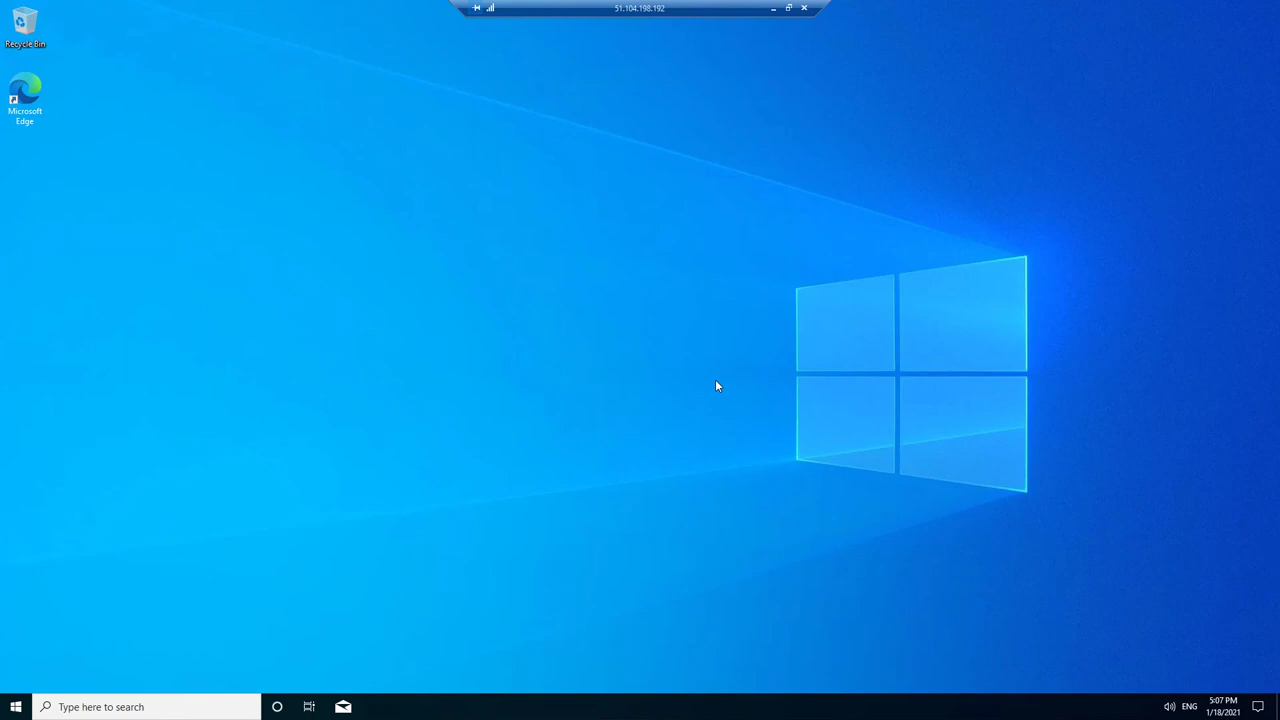 51.104.198.192
Recycle Bin
Microsoft
Edge
Type here to search
ENG
5:07 PM
1/18/2021